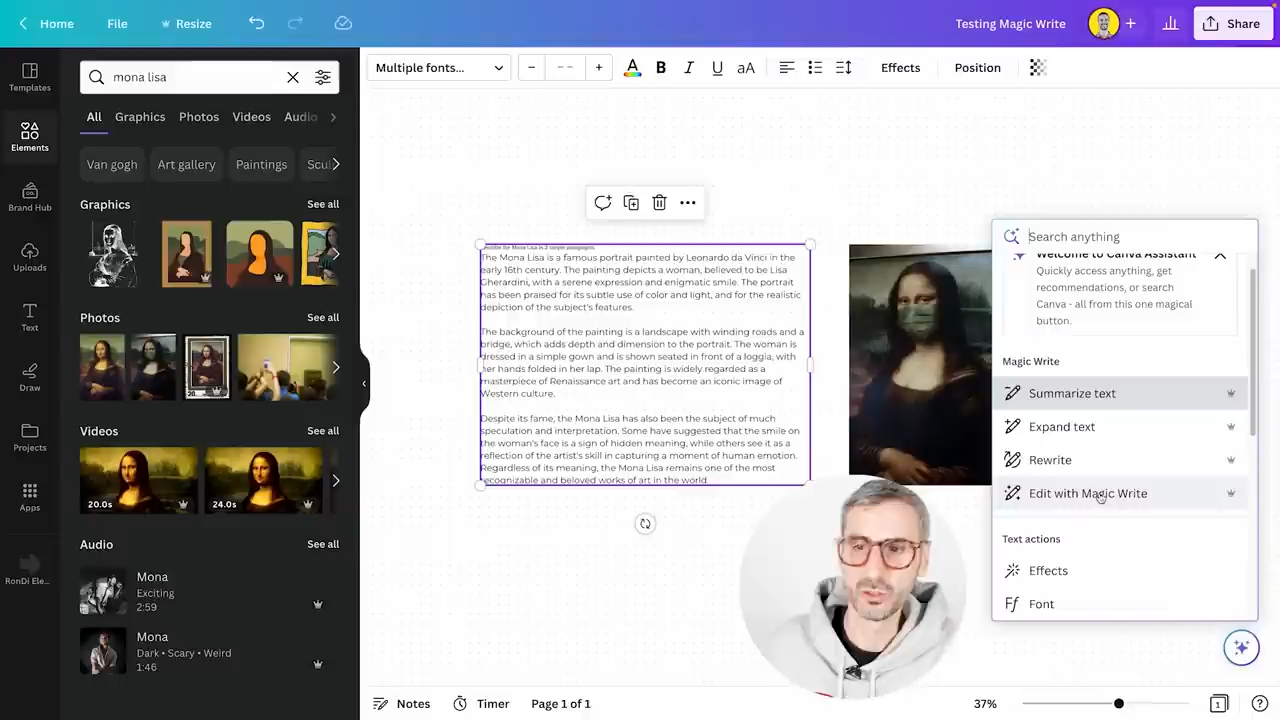 Home
File
Resize
Testing Magic Write
Share
Templates
Elements
Brand Hub
Uploads
Text
Draw
Projects
Apps
RonDi Ele...
mona lisa
All
Graphics
Photos
Videos
Audio
Van gogh
Art gallery
Paintings
Graphics
See all
Photos
See all
Videos
See all
20.0s
24.0s
Audio
See all
Mona
Exciting
2:59
Mona
Dark • Scary • Weird
1:46
Multiple fonts...
− -- +
A
B
I
U
aA
Effects
Position
The Mona Lisa is a famous portrait painted by Leonardo da Vinci in the
early 16th century. The painting depicts a woman, believed to be Lisa
Gherardini, with a serene expression and enigmatic smile. The portrait
has been praised for its subtle use of color and light, and for the realistic
depiction of the subject's features.
The background of the painting is a landscape with winding roads and a
bridge, which adds depth and dimension to the portrait. The woman is
dressed in a simple gown and is shown seated in front of a loggia, with
her hands folded in her lap. The painting is widely regarded as a
masterpiece of Renaissance art and has become an iconic image of
Western culture.
Despite its fame, the Mona Lisa has also been the subject of much
speculation and interpretation. Some have suggested that the smile on
the woman's face is a sign of hidden meaning, while others see it as a
reflection of the artist's skill in capturing a moment of human emotion.
Regardless of its meaning, the Mona Lisa remains one of the most
recognizable and beloved works of art in the world.
Search anything
Welcome to Canva Assistant
Quickly access anything, get
recommendations, or search
Canva - all from this one magical
button.
Magic Write
Summarize text
Expand text
Rewrite
Edit with Magic Write
Text actions
Effects
Ff Font
Notes
Timer
Page 1 of 1
37%
1
?